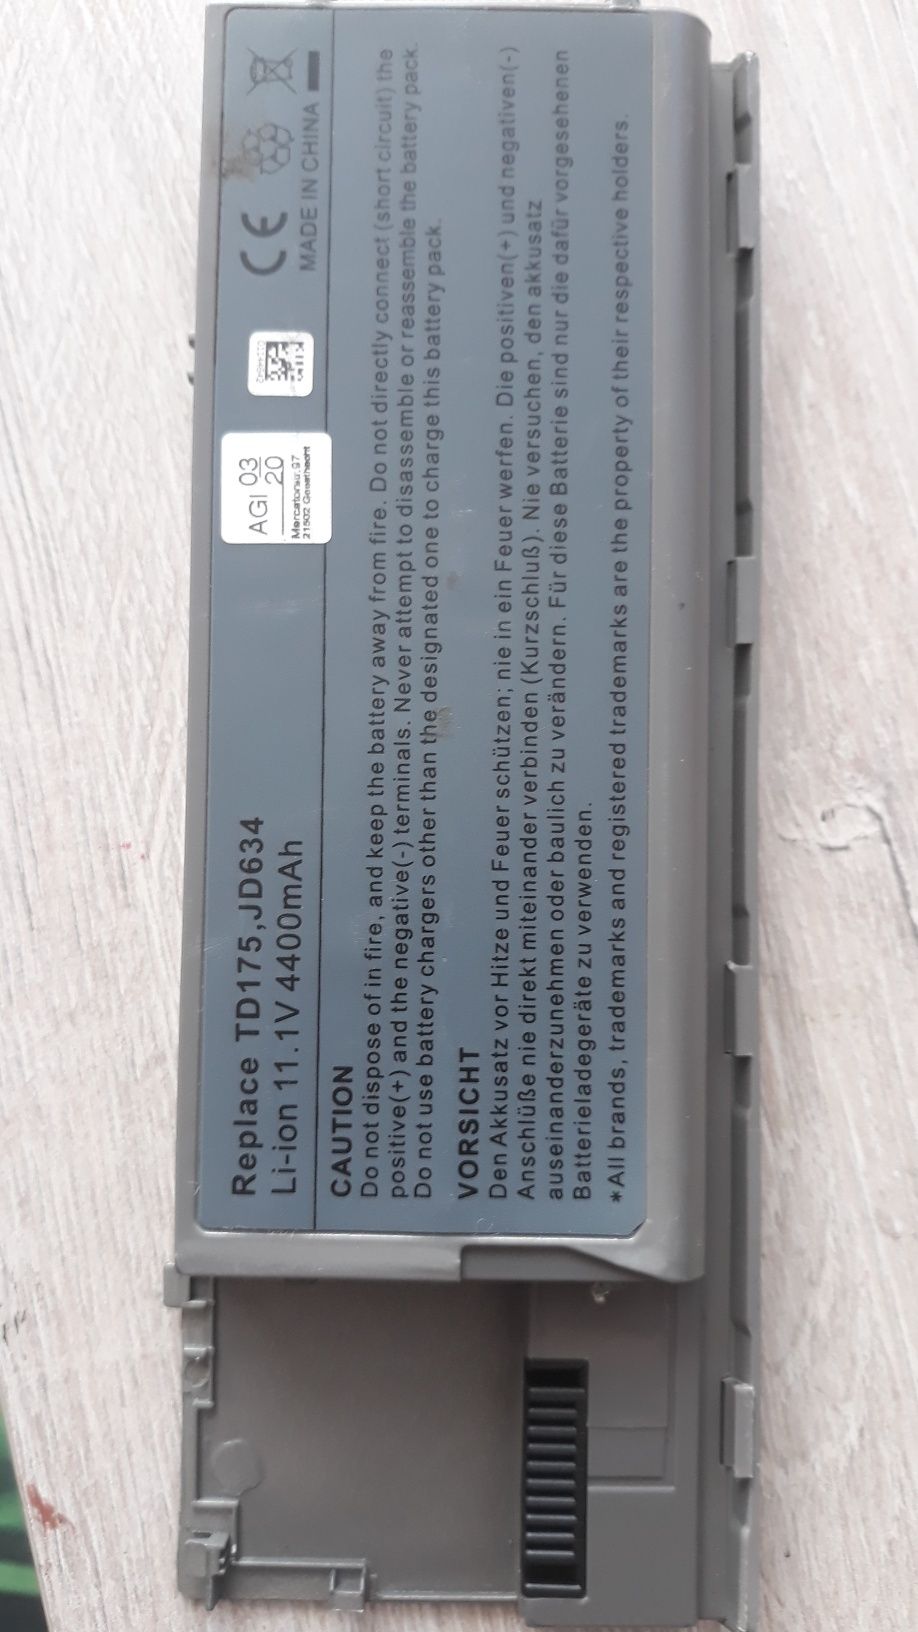 Replace TD175,JD634
Li-ion 11.1V 4400mAh
AGI 03
20
Mercatorstr.97
21502 Geesthacht
CE
MADE IN CHINA
CAUTION
Do not dispose of in fire, and keep the battery away from fire. Do not directly connect (short circuit) the
positive(+) and the negative(-) terminals. Never attempt to disassemble or reassemble the battery pack.
Do not use battery chargers other than the designated one to charge this battery pack.
VORSICHT
Den Akkusatz vor Hitze und Feuer schützen; nie in ein Feuer werfen. Die positiven(+) und negativen(-)
Anschlüße nie direkt miteinander verbinden (Kurzschluß). Nie versuchen, den akkusatz
auseinanderzunehmen oder baulich zu verändern. Für diese Batterie sind nur die dafür vorgesehenen
Batterieladegeräte zu verwenden.
*All brands, trademarks and registered trademarks are the property of their respective holders.